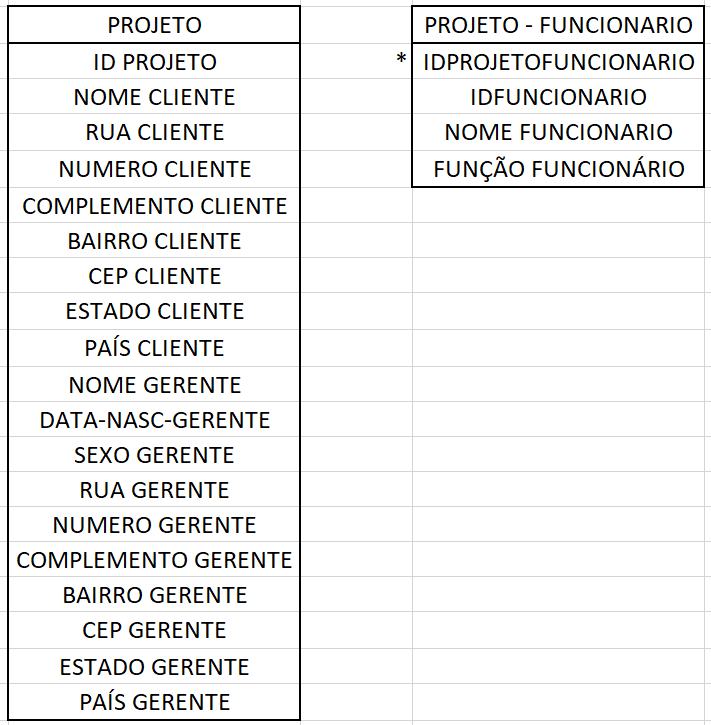 PROJETO
ID PROJETO
NOME CLIENTE
RUA CLIENTE
NUMERO CLIENTE
COMPLEMENTO CLIENTE
BAIRRO CLIENTE
CEP CLIENTE
ESTADO CLIENTE
PAÍS CLIENTE
NOME GERENTE
DATA-NASC-GERENTE
SEXO GERENTE
RUA GERENTE
NUMERO GERENTE
COMPLEMENTO GERENTE
BAIRRO GERENTE
CEP GERENTE
ESTADO GERENTE
PAÍS GERENTE
PROJETO - FUNCIONARIO
* IDPROJETOFUNCIONARIO
IDFUNCIONARIO
NOME FUNCIONARIO
FUNÇÃO FUNCIONÁRIO